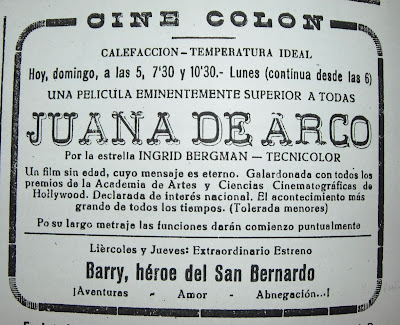 CINE COLON
CALEFACCION-TEMPERATURA IDEAL
Hoy, domingo, a las 5, 7'30 y 10'30.- Lunes (continua desde las 6)
UNA PELICULA EMINENTEMENTE SUPERIOR A TODAS
JUANA DE ARCO
Por la estrella INGRID BERGMAN — TECNICOLOR
Un film sin edad, cuyo mensaje es eterno. Galardonada con todos los
premios de la Academia de Artes y Ciencias Cinematográficas de
Hollywood. Declarada de interés nacional. El acontecimiento más
grande de todos los tiempos. (Tolerada menores)
Po su largo metraje las funciones darán comienzo puntualmente
Lièrcoles y Jueves: Extraordinario Estreno
Barry, héroe del San Bernardo
¡Aventuras - Amor - Abnegación...!